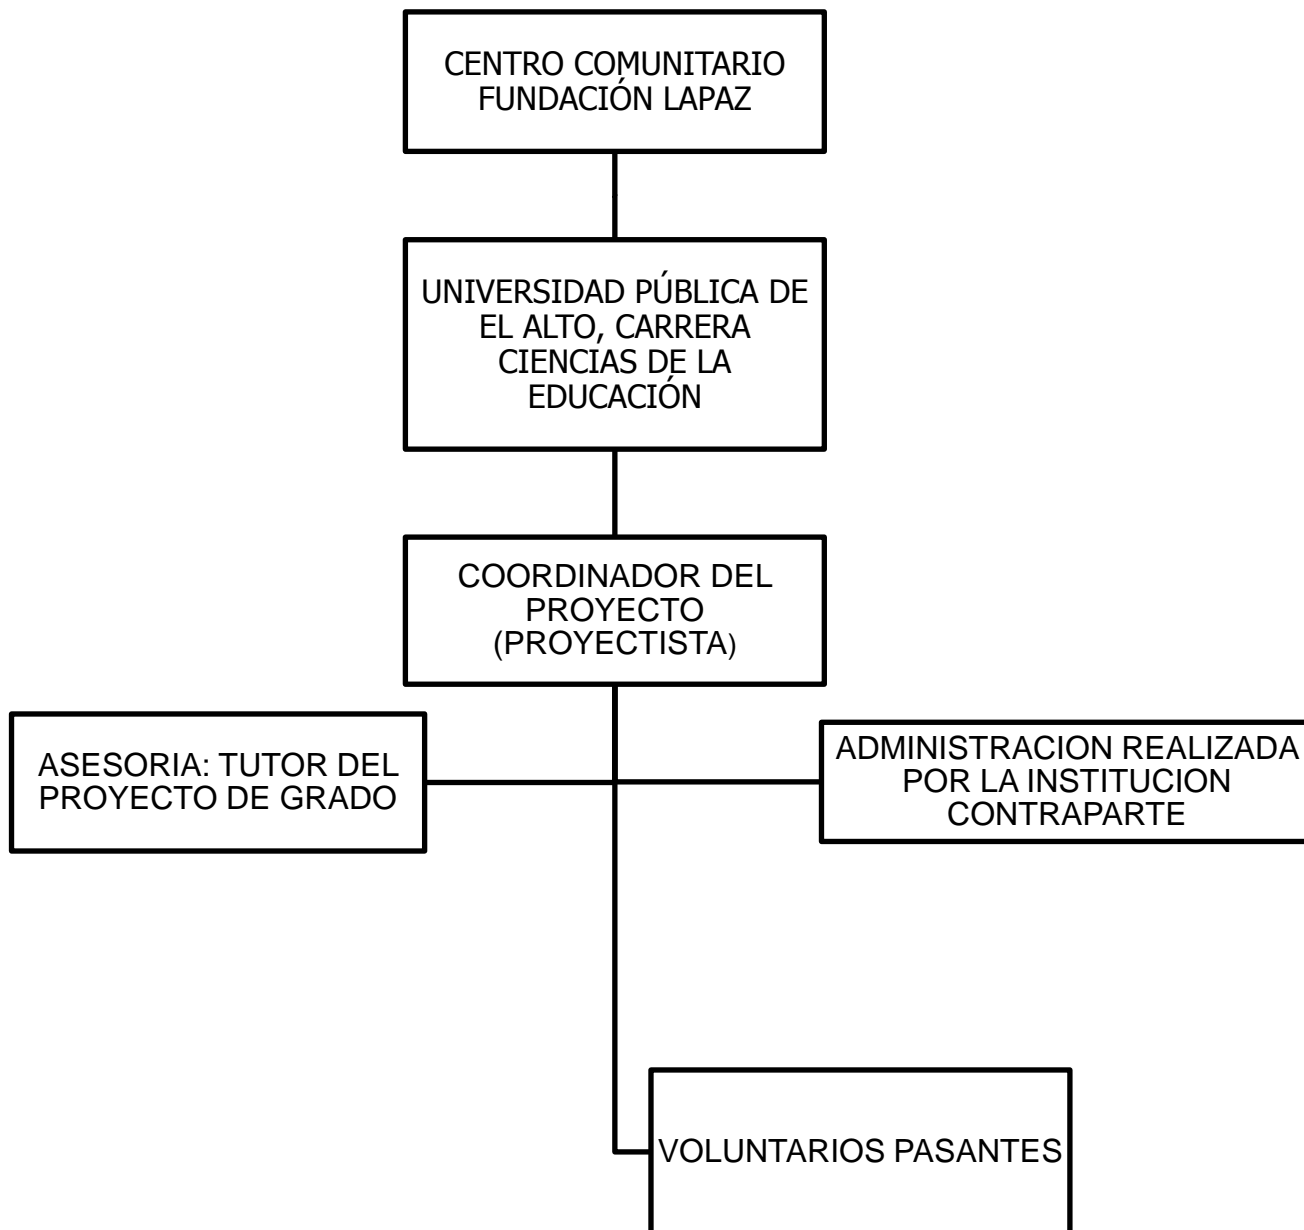 CENTRO COMUNITARIO
FUNDACIÓN LAPAZ
UNIVERSIDAD PÚBLICA DE
EL ALTO, CARRERA
CIENCIAS DE LA
EDUCACIÓN
COORDINADOR DEL
PROYECTO
(PROYECTISTA)
ASESORIA: TUTOR DEL
PROYECTO DE GRADO
ADMINISTRACION REALIZADA
POR LA INSTITUCION
CONTRAPARTE
VOLUNTARIOS PASANTES